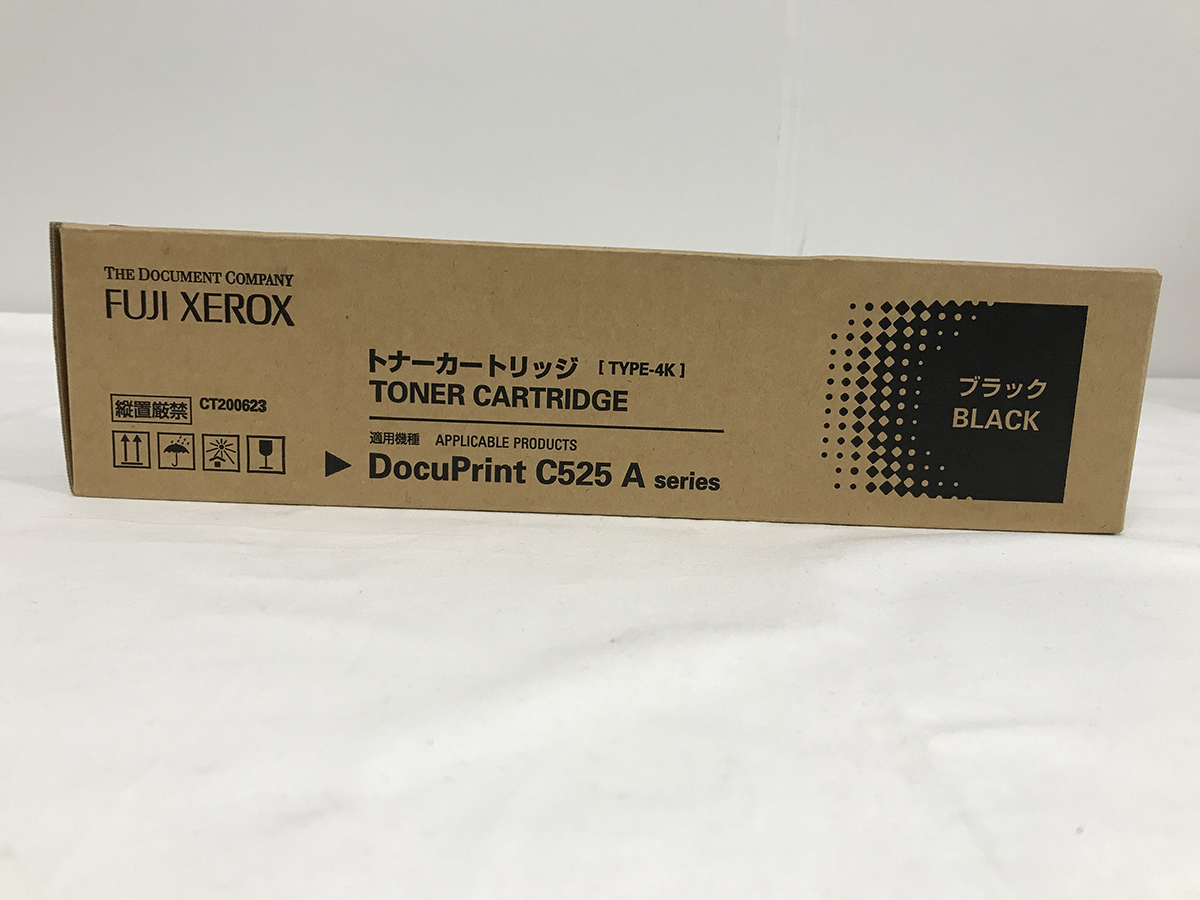 THE DOCUMENT COMPANY
FUJI XEROX
トナーカートリッジ [TYPE-4K]
TONER CARTRIDGE
縦置厳禁 CT200623
適用機種 APPLICABLE PRODUCTS
▶ DocuPrint C525 A series
ブラック
BLACK